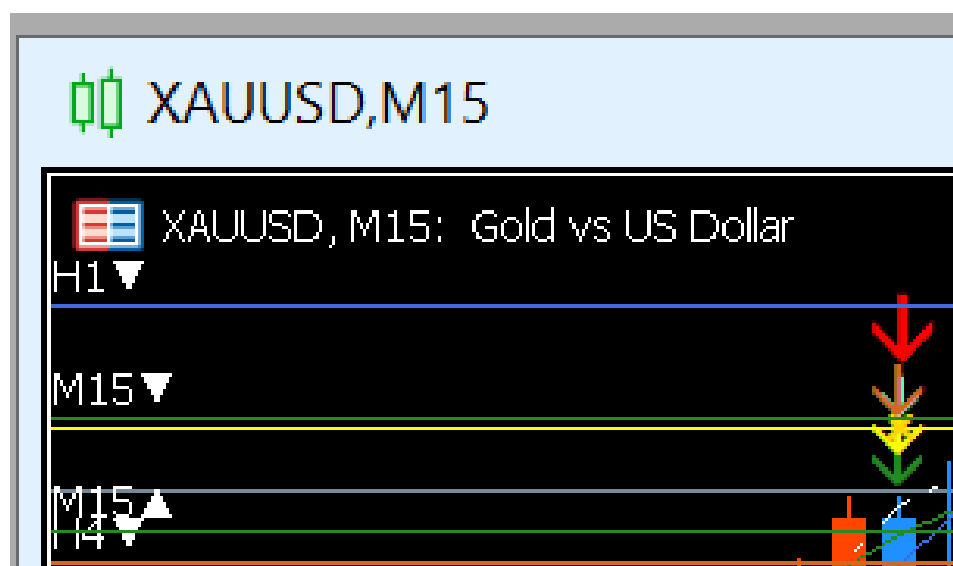 XAUUSD,M15
XAUUSD, M15: Gold vs US Dollar
H1▼
M15▼
M15▲
H4▼